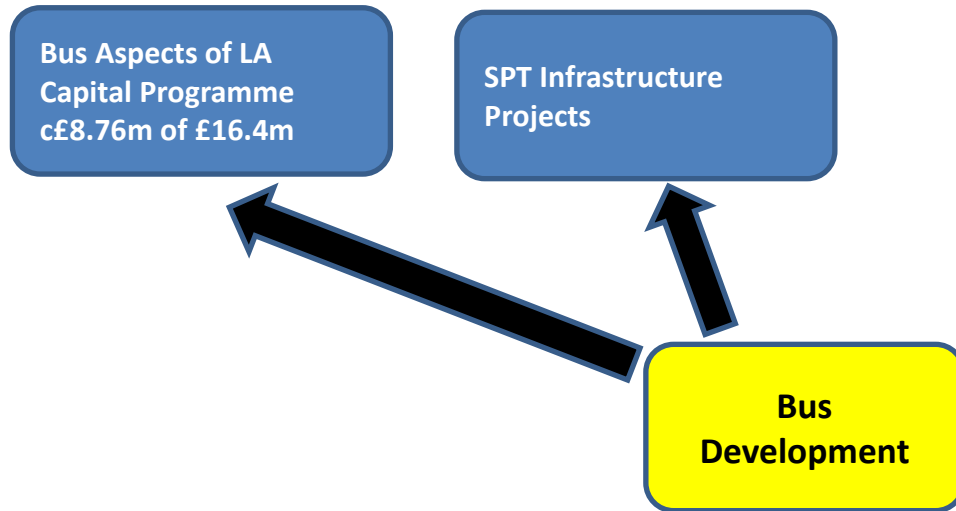 Bus Aspects of LA
Capital Programme
c£8.76m of £16.4m
SPT Infrastructure
Projects
Bus
Development